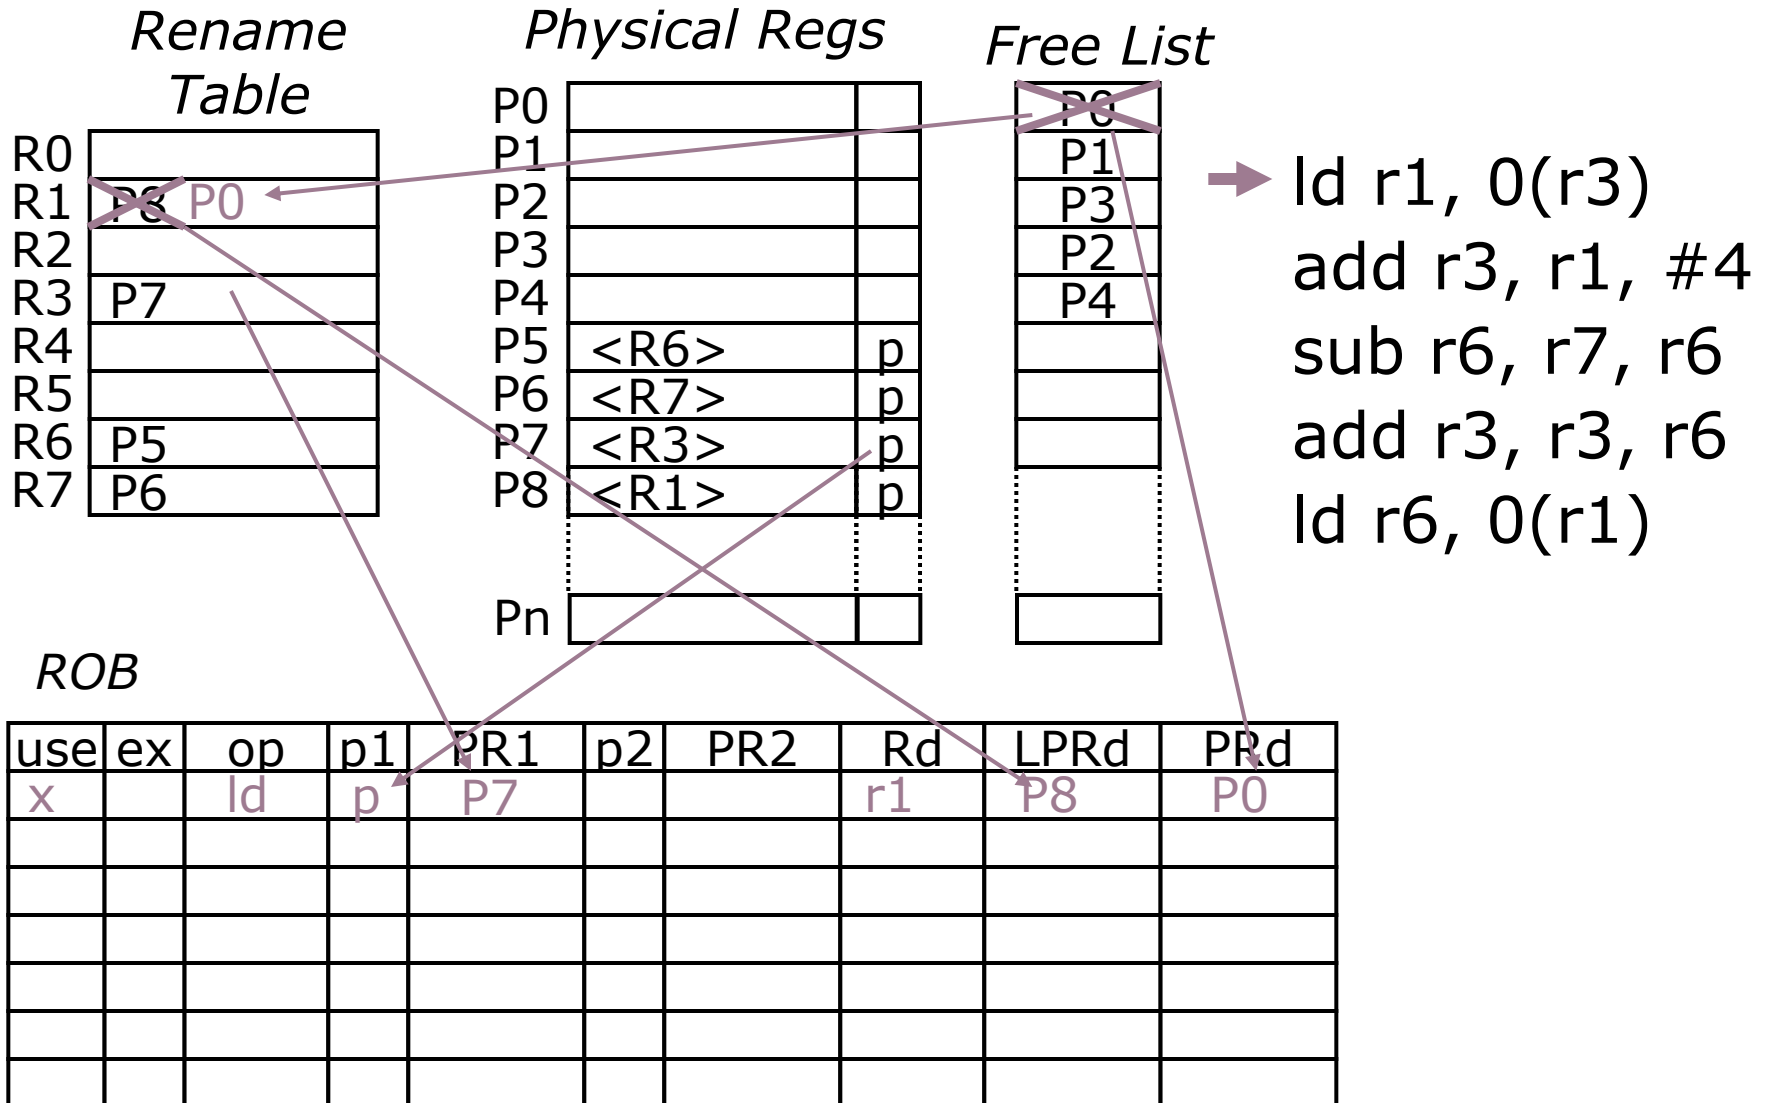 Rename Table
R0
R1 P8 P0
R2
R3 P7
R4
R5
R6 P5
R7 P6
Physical Regs
P0
P1
P2
P3
P4
P5 <R6> p
P6 <R7> p
P7 <R3> p
P8 <R1> p
Pn
Free List
P0
P1
P3
P2
P4
ld r1, 0(r3)
add r3, r1, #4
sub r6, r7, r6
add r3, r3, r6
ld r6, 0(r1)
ROB
use ex op p1 PR1 p2 PR2 Rd LPRd PRd
x ld p P7 r1 P8 P0